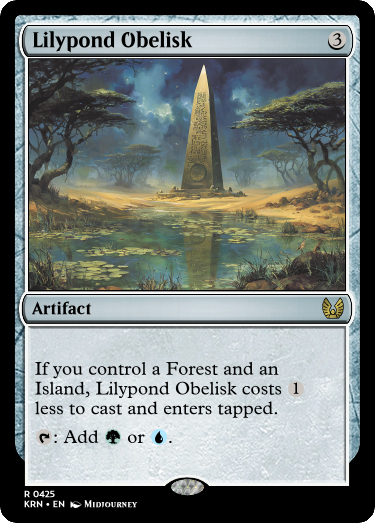 Lilypond Obelisk 3
Artifact
If you control a Forest and an
Island, Lilypond Obelisk costs 1
less to cast and enters tapped.
: Add or .
R 0425
KRN • EN Midjourney